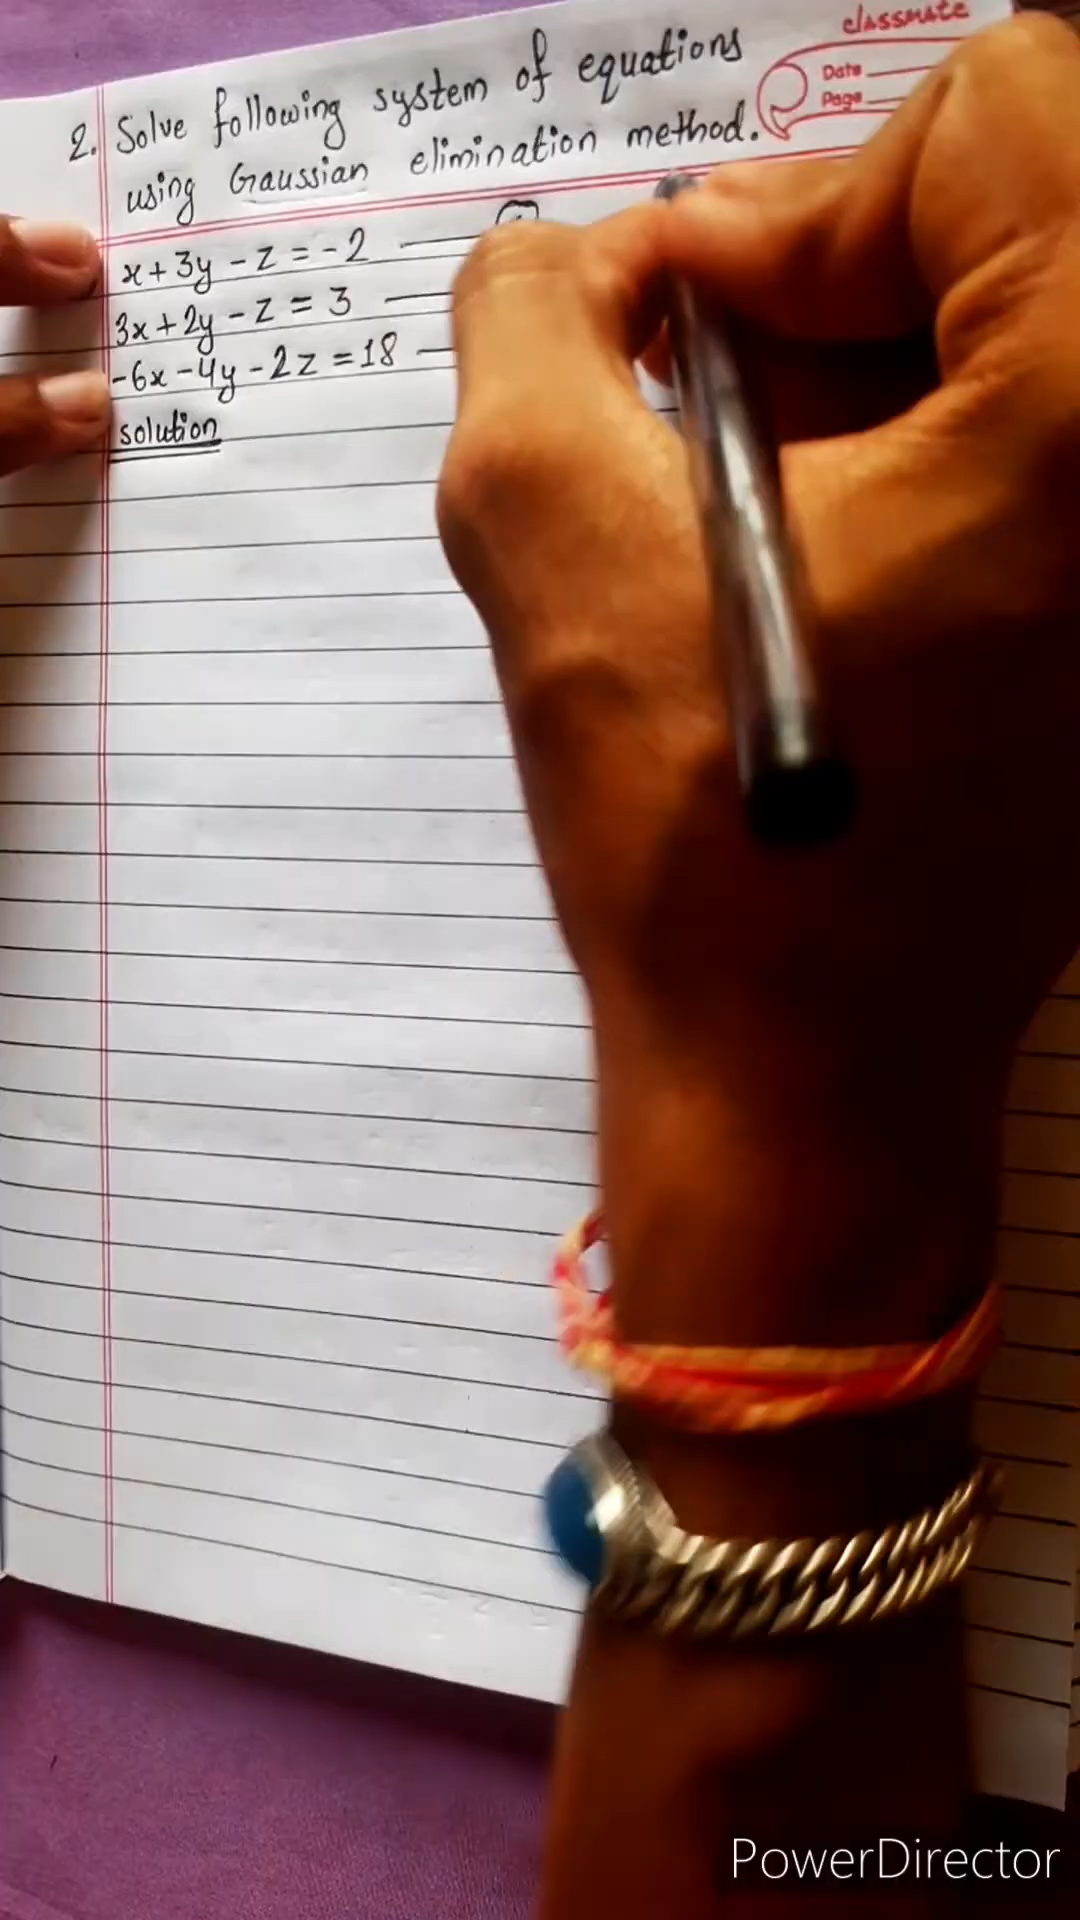 classmate
Date
Page
2. Solve following system of equations
using Gaussian elimination method.
x + 3y - z = -2
3x + 2y - z = 3
-6x - 4y - 2z = 18
solution
PowerDirector